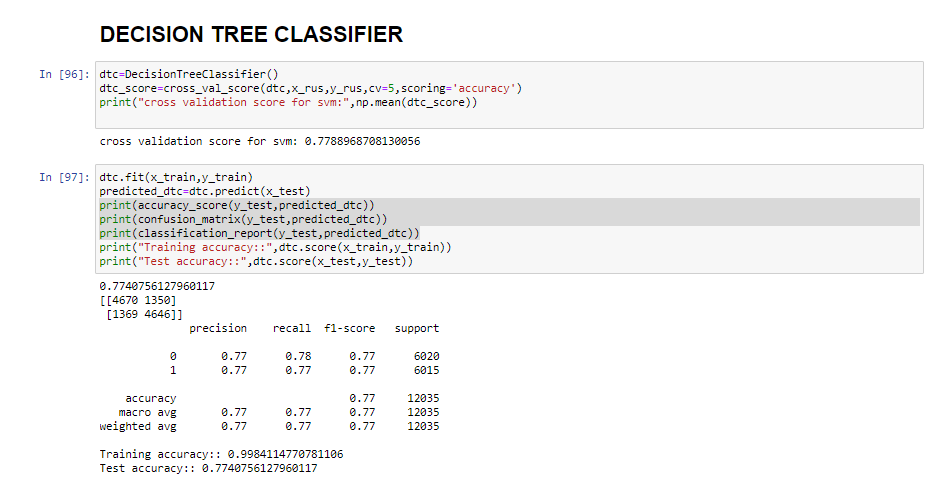 DECISION TREE CLASSIFIER
In [96]: dtc=DecisionTreeClassifier()
dtc_score=cross_val_score(dtc,x_rus,y_rus,cv=5,scoring='accuracy')
print("cross validation score for svm:",np.mean(dtc_score))
cross validation score for svm: 0.7788968708130056
In [97]: dtc.fit(x_train,y_train)
predicted_dtc=dtc.predict(x_test)
print(accuracy_score(y_test,predicted_dtc))
print(confusion_matrix(y_test,predicted_dtc))
print(classification_report(y_test,predicted_dtc))
print("Training accuracy::",dtc.score(x_train,y_train))
print("Test accuracy::",dtc.score(x_test,y_test))
0.7740756127960117
[[4670 1350]
[1369 4646]]
precision recall f1-score support
0 0.77 0.78 0.77 6020
1 0.77 0.77 0.77 6015
accuracy 0.77 12035
macro avg 0.77 0.77 0.77 12035
weighted avg 0.77 0.77 0.77 12035
Training accuracy:: 0.9984114770781106
Test accuracy:: 0.7740756127960117